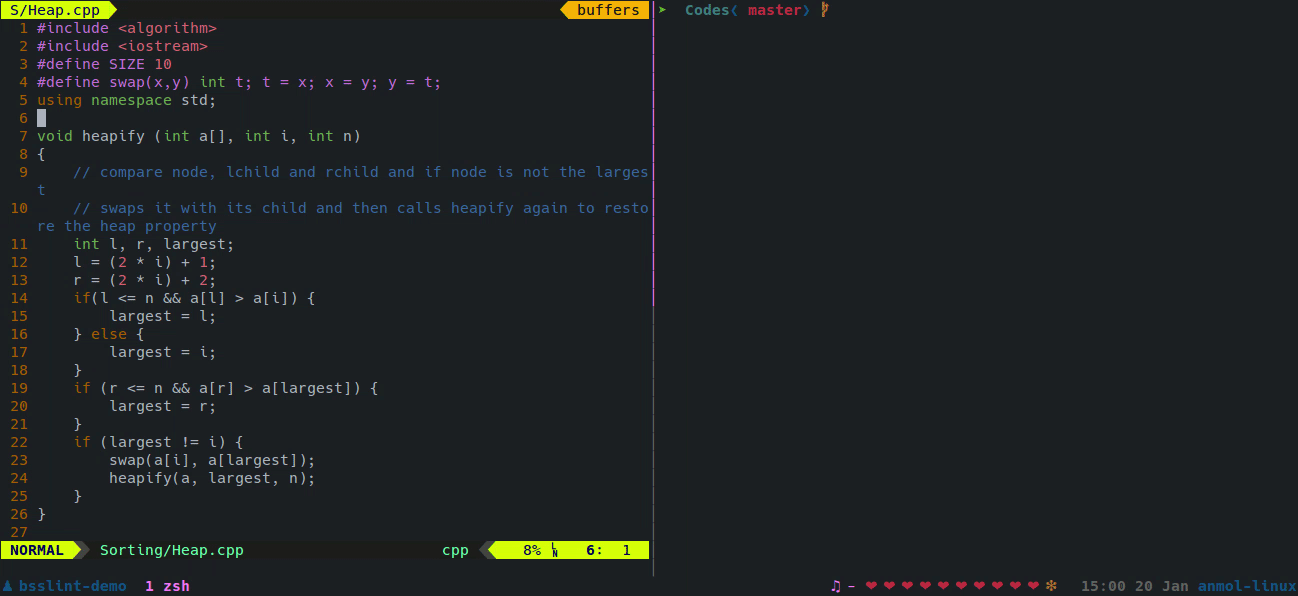 S/Heap.cpp buffers
1 #include <algorithm>
2 #include <iostream>
3 #define SIZE 10
4 #define swap(x,y) int t; t = x; x = y; y = t;
5 using namespace std;
6
7 void heapify (int a[], int i, int n)
8 {
9 // compare node, lchild and rchild and if node is not the larges
t
10 // swaps it with its child and then calls heapify again to resto
re the heap property
11 int l, r, largest;
12 l = (2 * i) + 1;
13 r = (2 * i) + 2;
14 if(l <= n && a[l] > a[i]) {
15 largest = l;
16 } else {
17 largest = i;
18 }
19 if (r <= n && a[r] > a[largest]) {
20 largest = r;
21 }
22 if (largest != i) {
23 swap(a[i], a[largest]);
24 heapify(a, largest, n);
25 }
26 }
27
NORMAL Sorting/Heap.cpp cpp 8% LN 6: 1
➤ Codes❮ master❯
♟ bsslint-demo 1 zsh ♫ - ❤ ❤ ❤ ❤ ❤ ❤ ❤ ❤ ❤ ❤ ❇ 15:00 20 Jan anmol-linux